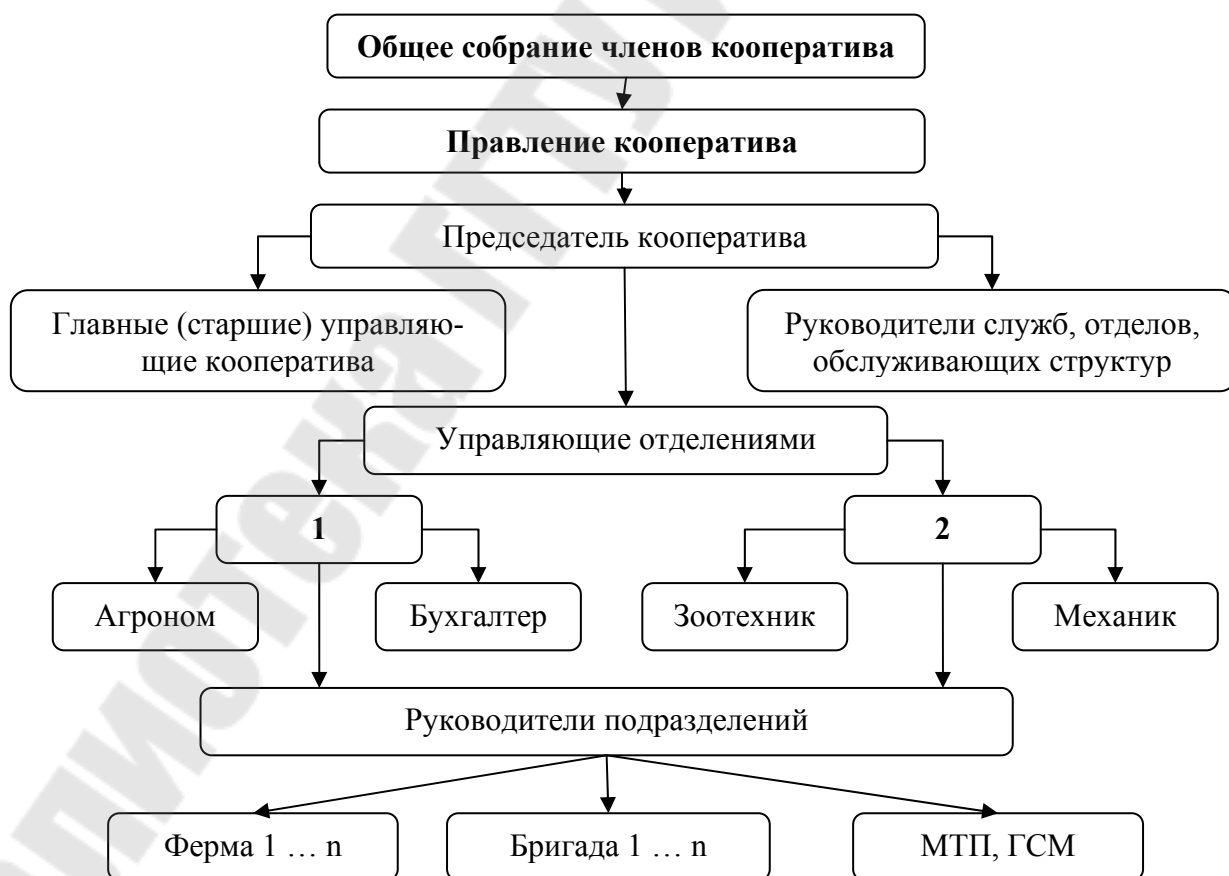 Общее собрание членов кооператива
Правление кооператива
Председатель кооператива
Главные (старшие) управляю-
щие кооператива
Руководители служб, отделов,
обслуживающих структур
Управляющие отделениями
1
2
Агроном
Бухгалтер
Зоотехник
Механик
Руководители подразделений
Ферма 1 … n
Бригада 1 … n
МТП, ГСМ